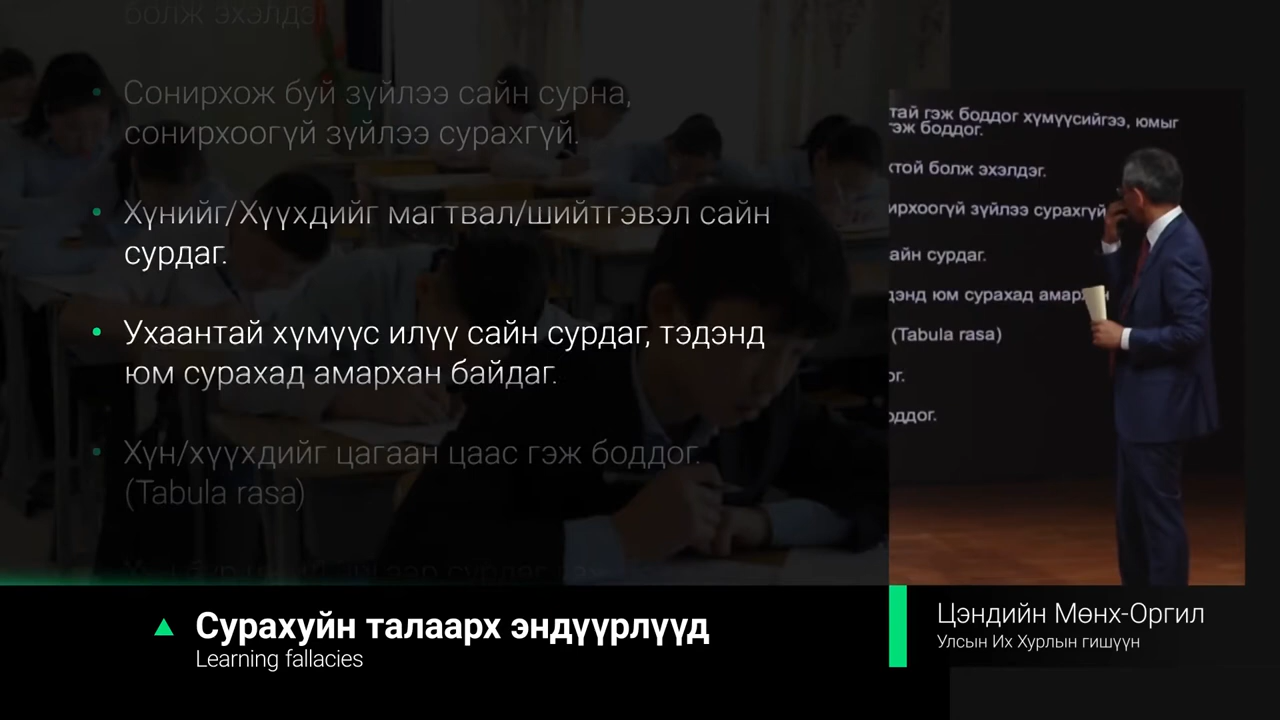 болж эхэлдэг.
Сонирхож буй зүйлээ сайн сурна,
сонирхоогүй зүйлээ сурахгүй.
Хүнийг/Хүүхдийг магтвал/шийтгэвэл сайн
сурдаг.
Ухаантай хүмүүс илүү сайн сурдаг, тэдэнд
юм сурахад амархан байдаг.
Хүн/хүүхдийг цагаан цаас гэж боддог.
(Tabula rasa)
тай гэж боддог хүмүүсийгээ, юмыг
гэж боддог.
ктой болж эхэлдэг.
ирхоогүй зүйлээ сурахгүй
айн сурдаг.
дэнд юм сурахад
(Tabula rasa)
ог.
оддог.
Сурахуйн талаарх эндүүрлүүд
Learning fallacies
Цэндийн Мөнх-Оргил
Улсын Их Хурлын гишүүн